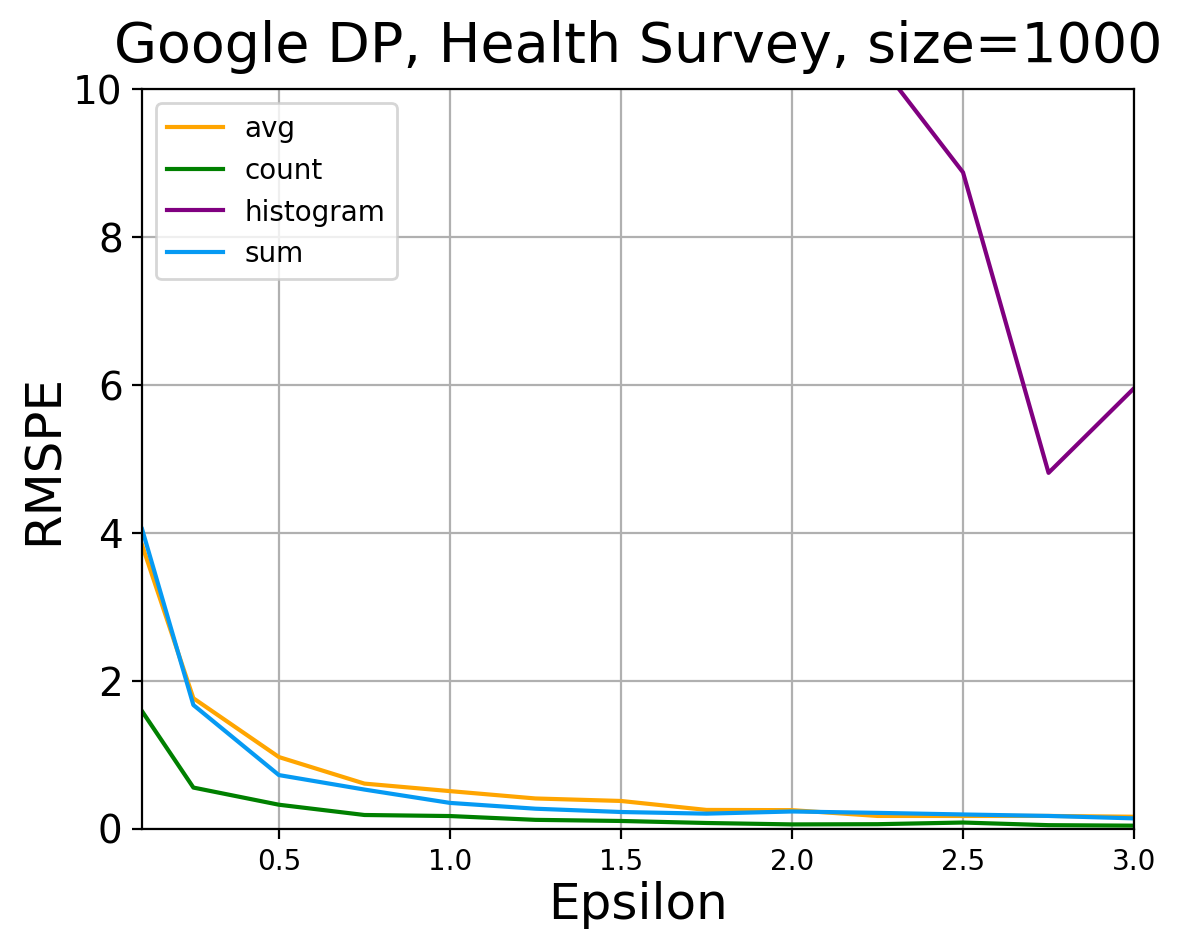 Google DP, Health Survey, size=1000
10
8
6
4
2
0
RMSPE
avg
count
histogram
sum
0.5 1.0 1.5 2.0 2.5 3.0
Epsilon